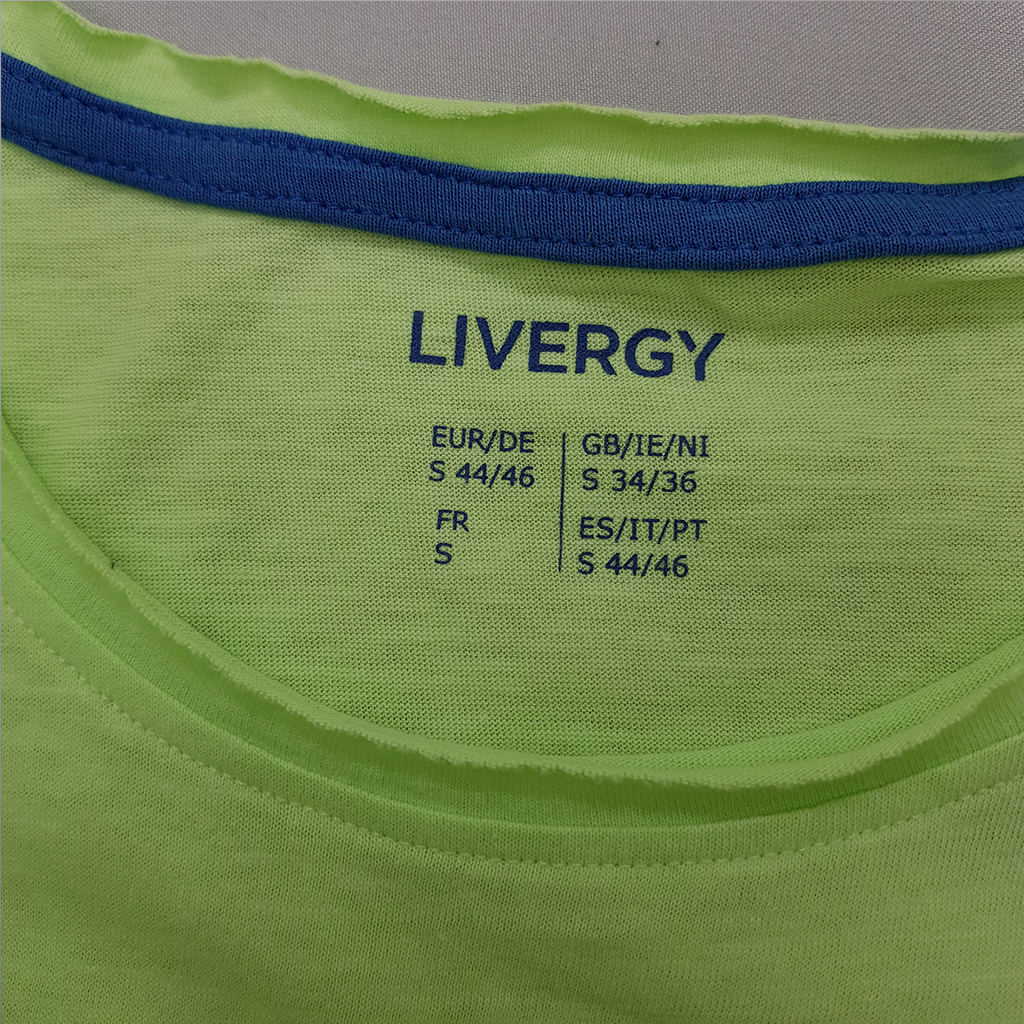 LIVERGY
EUR/DE
S 44/46
FR
S
GB/IE/NI
S 34/36
ES/IT/PT
S 44/46